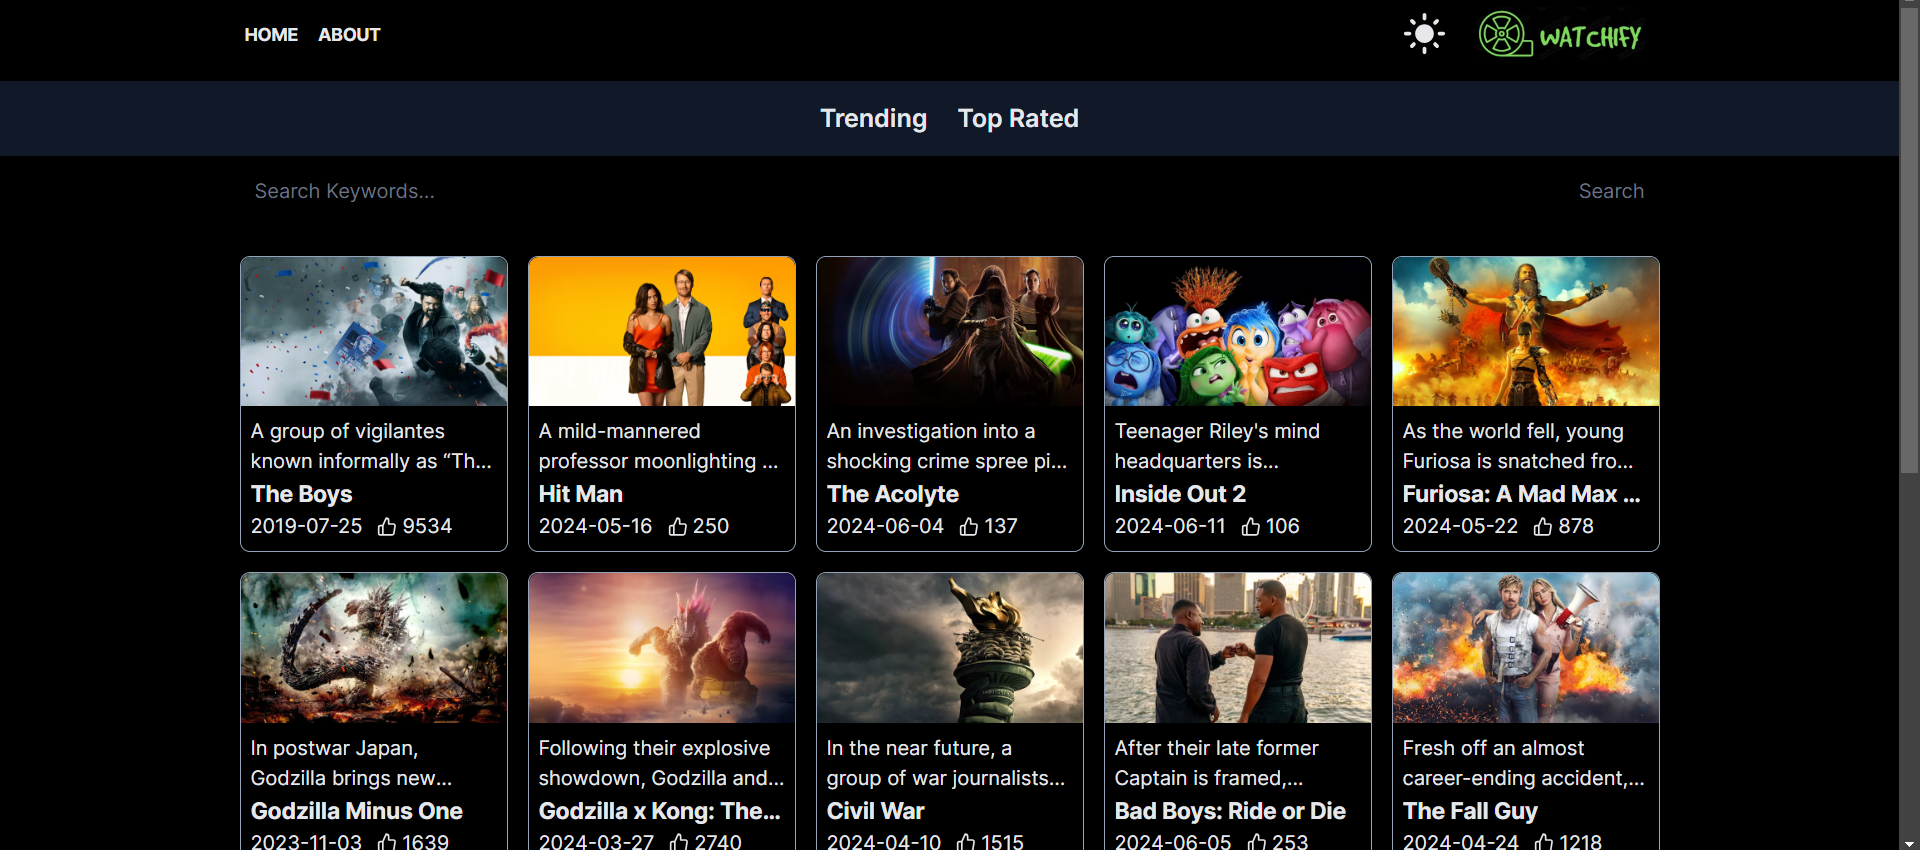 HOME ABOUT WATCHIFY
Trending Top Rated
Search Keywords... Search
A group of vigilantes
known informally as “Th...
The Boys
2019-07-25 9534
A mild-mannered
professor moonlighting ...
Hit Man
2024-05-16 250
An investigation into a
shocking crime spree pi...
The Acolyte
2024-06-04 137
Teenager Riley's mind
headquarters is...
Inside Out 2
2024-06-11 106
As the world fell, young
Furiosa is snatched fro...
Furiosa: A Mad Max ...
2024-05-22 878
In postwar Japan,
Godzilla brings new...
Godzilla Minus One
2023-11-03 1639
Following their explosive
showdown, Godzilla and...
Godzilla x Kong: The...
2024-03-27 2740
In the near future, a
group of war journalists...
Civil War
2024-04-10 1515
After their late former
Captain is framed,...
Bad Boys: Ride or Die
2024-06-05 253
Fresh off an almost
career-ending accident,...
The Fall Guy
2024-04-24 1218